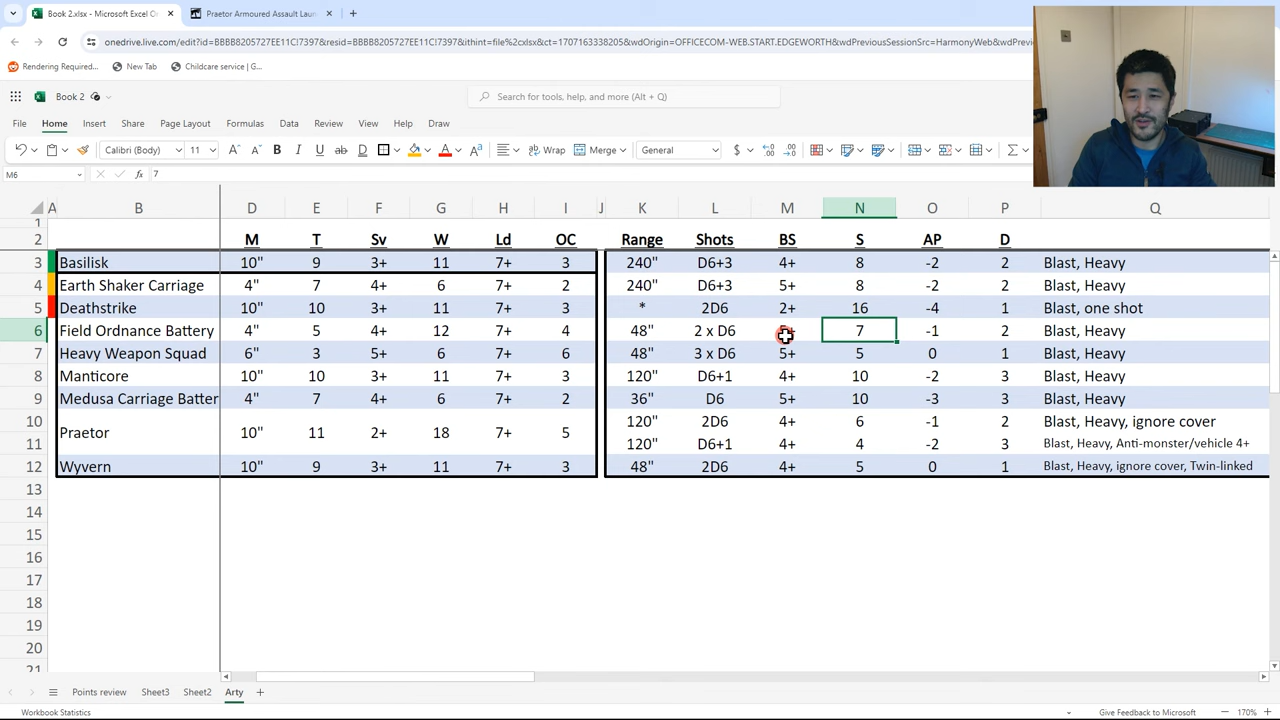 Book 2.xlsx - Microsoft Excel O
Praetor Armoured Assault Laun
onedrive.live.com/edit?id=BBBB8205727EE11C!7397&resid=BBBB8205727EE11C!7397&ithint=file%2cxlsx&ct=1707163338205&wdOrigin=OFFICECOM-WEB.START.EDGEWORTH&wdPreviousSessionSrc=HarmonyWeb&wdPrevious
Rendering Required... New Tab Childcare service | G...
Book 2 Search for tools, help, and more (Alt + Q)
File Home Insert Share Page Layout Formulas Data Review View Help Draw
Calibri (Body) 11 A A B I U ab D A Wrap Merge General $
M6 fx 7
A B D E F G H I J K L M N O P Q
1
2 M T Sv W Ld OC Range Shots BS S AP D
3 Basilisk 10" 9 3+ 11 7+ 3 240" D6+3 4+ 8 -2 2 Blast, Heavy
4 Earth Shaker Carriage 4" 7 4+ 6 7+ 2 240" D6+3 5+ 8 -2 2 Blast, Heavy
5 Deathstrike 10" 10 3+ 11 7+ 3 * 2D6 2+ 16 -4 1 Blast, one shot
6 Field Ordnance Battery 4" 5 4+ 12 7+ 4 48" 2 x D6 7 -1 2 Blast, Heavy
7 Heavy Weapon Squad 6" 3 5+ 6 7+ 6 48" 3 x D6 5+ 5 0 1 Blast, Heavy
8 Manticore 10" 10 3+ 11 7+ 3 120" D6+1 4+ 10 -2 3 Blast, Heavy
9 Medusa Carriage Batter 4" 7 4+ 6 7+ 2 36" D6 5+ 10 -3 3 Blast, Heavy
10 120" 2D6 4+ 6 -1 2 Blast, Heavy, ignore cover
Praetor 10" 11 2+ 18 7+ 5
11 120" D6+1 4+ 4 -2 3 Blast, Heavy, Anti-monster/vehicle 4+
12 Wyvern 10" 9 3+ 11 7+ 3 48" 2D6 4+ 5 0 1 Blast, Heavy, ignore cover, Twin-linked
13
14
15
16
17
18
19
20
21
Points review Sheet3 Sheet2 Arty
Workbook Statistics Give Feedback to Microsoft 170%